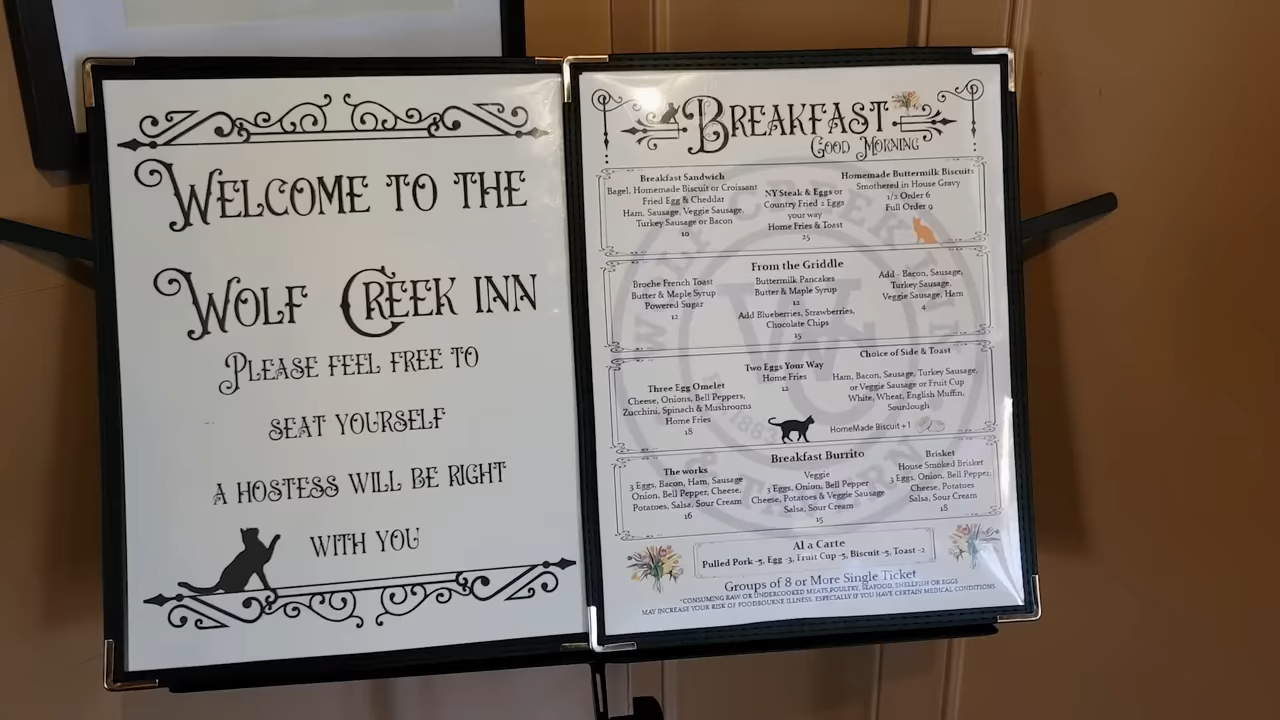 WELCOME TO THE
WOLF CREEK INN
PLEASE FEEL FREE TO
SEAT YOURSELF
A HOSTESS WILL BE RIGHT
WITH YOU
BREAKFAST
GOOD MORNING
Breakfast Sandwich
Bagel, Homemade Biscuit or Croissant
Fried Egg & Cheddar
Ham, Sausage, Veggie Sausage,
Turkey Sausage or Bacon
10
NY Steak & Eggs or
Country Fried 2 Eggs
your way
Home Fries & Toast
25
Homemade Buttermilk Biscuits
Smothered in House Gravy
1/2 Order 6
Full Order 9
From the Griddle
Broche French Toast
Butter & Maple Syrup
Powered Sugar
12
Buttermilk Pancakes
Butter & Maple Syrup
12
Add Blueberries, Strawberries,
Chocolate Chips
15
Add - Bacon, Sausage,
Turkey Sausage,
Veggie Sausage, Ham
4
Three Egg Omelet
Cheese, Onions, Bell Peppers,
Zucchini, Spinach & Mushrooms
Home Fries
18
Two Eggs Your Way
Home Fries
12
Choice of Side & Toast
Ham, Bacon, Sausage, Turkey Sausage,
or Veggie Sausage or Fruit Cup
White, Wheat, English Muffin,
Sourdough
HomeMade Biscuit +1
Breakfast Burrito
The works
3 Eggs, Bacon, Ham, Sausage
Onion, Bell Pepper, Cheese,
Potatoes, Salsa, Sour Cream
16
Veggie
3 Eggs, Onion, Bell Pepper
Cheese, Potatoes & Veggie Sausage
Salsa, Sour Cream
15
Brisket
House Smoked Brisket
3 Eggs, Onion, Bell Pepper,
Cheese, Potatoes
Salsa, Sour Cream
18
Al a Carte
Pulled Pork -5, Egg -3, Fruit Cup -5, Biscuit -5, Toast -2
Groups of 8 or More Single Ticket
*CONSUMING RAW OR UNDERCOOKED MEATS, POULTRY, SEAFOOD, SHELLFISH OR EGGS
MAY INCREASE YOUR RISK OF FOODBOURNE ILLNESS. ESPECIALLY IF YOU HAVE CERTAIN MEDICAL CONDITIONS